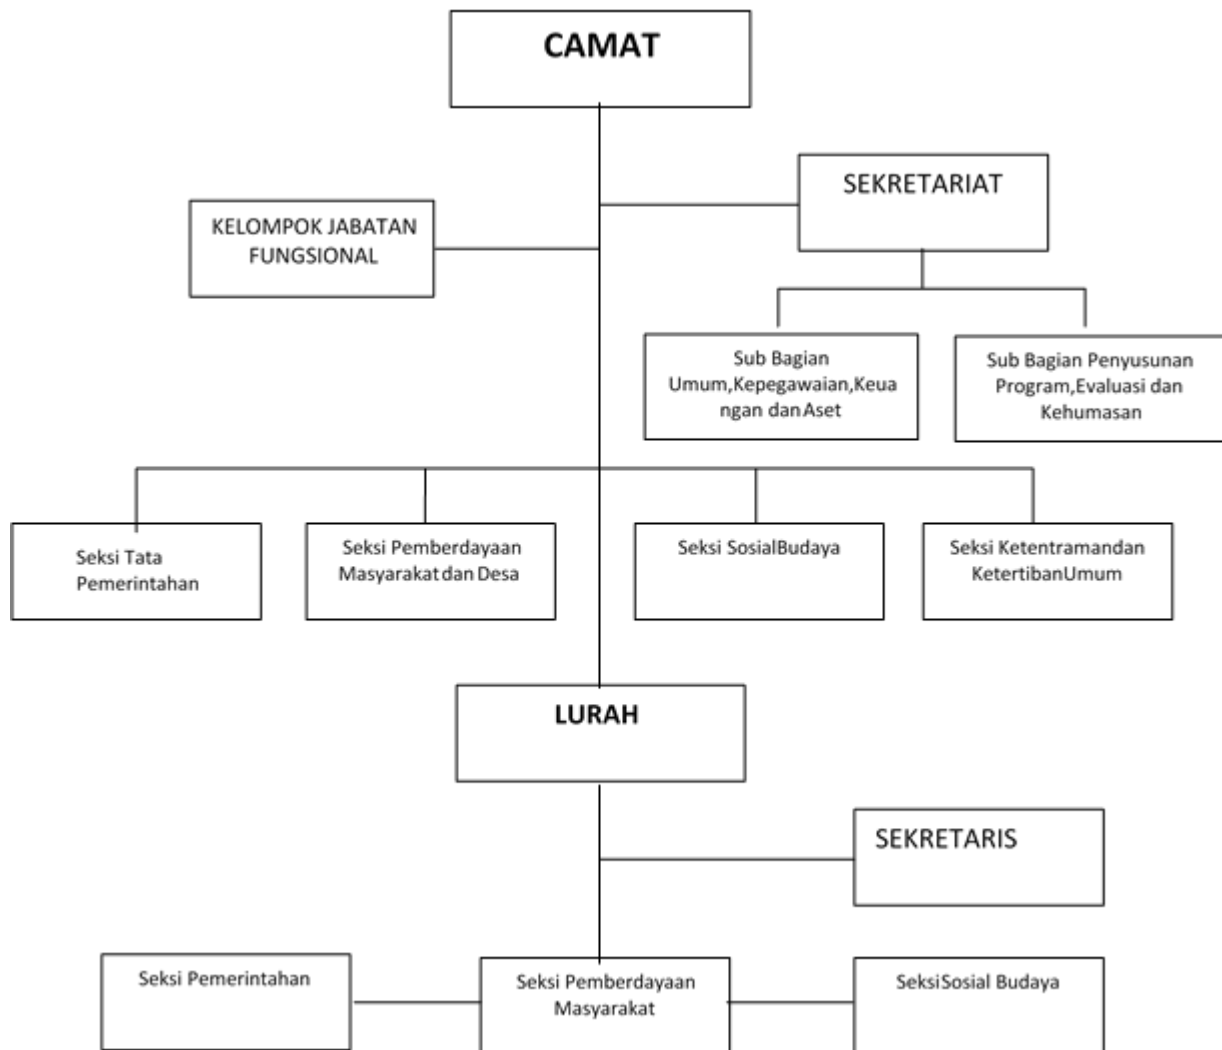 CAMAT
SEKRETARIAT
KELOMPOK JABATAN
FUNGSIONAL
Sub Bagian
Umum,Kepegawaian,Keua
ngan dan Aset
Sub Bagian Penyusunan
Program,Evaluasi dan
Kehumasan
Seksi Tata
Pemerintahan
Seksi Pemberdayaan
Masyarakat dan Desa
Seksi SosialBudaya
Seksi Ketentramandan
KetertibanUmum
LURAH
SEKRETARIS
Seksi Pemerintahan
Seksi Pemberdayaan
Masyarakat
SeksiSosial Budaya